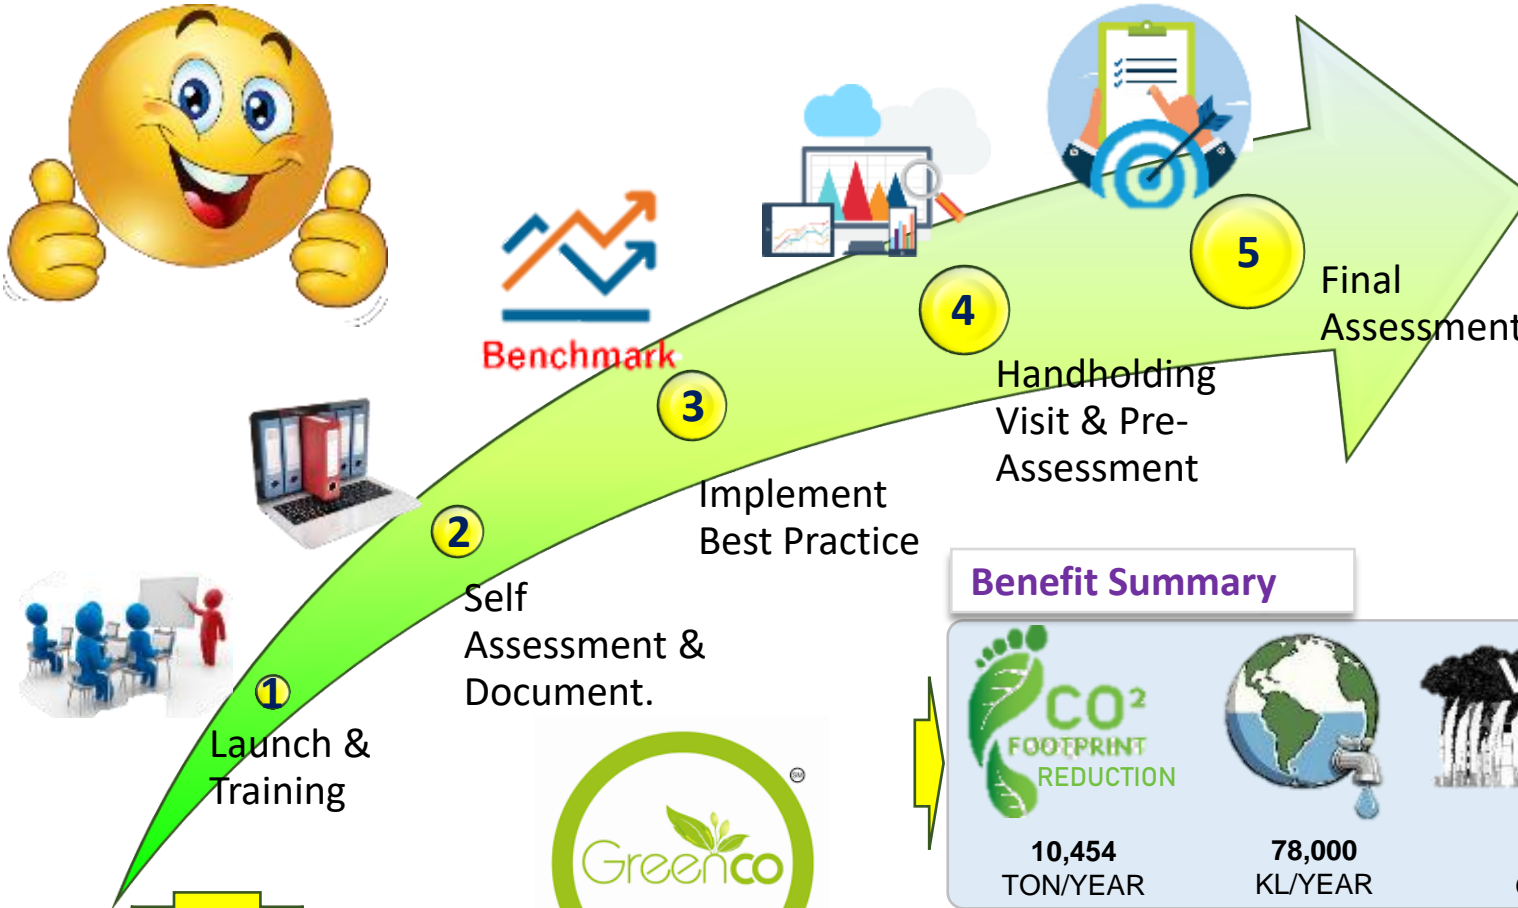 Benchmark
1
Launch &
Training
2
Self
Assessment &
Document.
3
Implement
Best Practice
4
Handholding
Visit & Pre-
Assessment
5
Final
Assessment
Greenco
SM
Benefit Summary
CO²
FOOTPRINT
REDUCTION
10,454
TON/YEAR
78,000
KL/YEAR